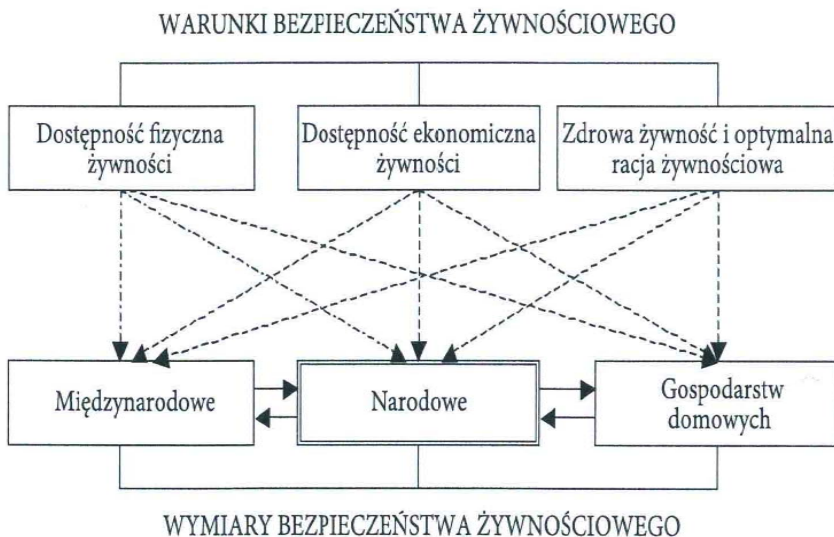 WARUNKI BEZPIECZEŃSTWA ŻYWNOŚCIOWEGO
Dostępność fizyczna
żywności
Dostępność ekonomiczna
żywności
Zdrowa żywność i optymalna
racja żywnościowa
Międzynarodowe
Narodowe
Gospodarstw
domowych
WYMIARY BEZPIECZEŃSTWA ŻYWNOŚCIOWEGO